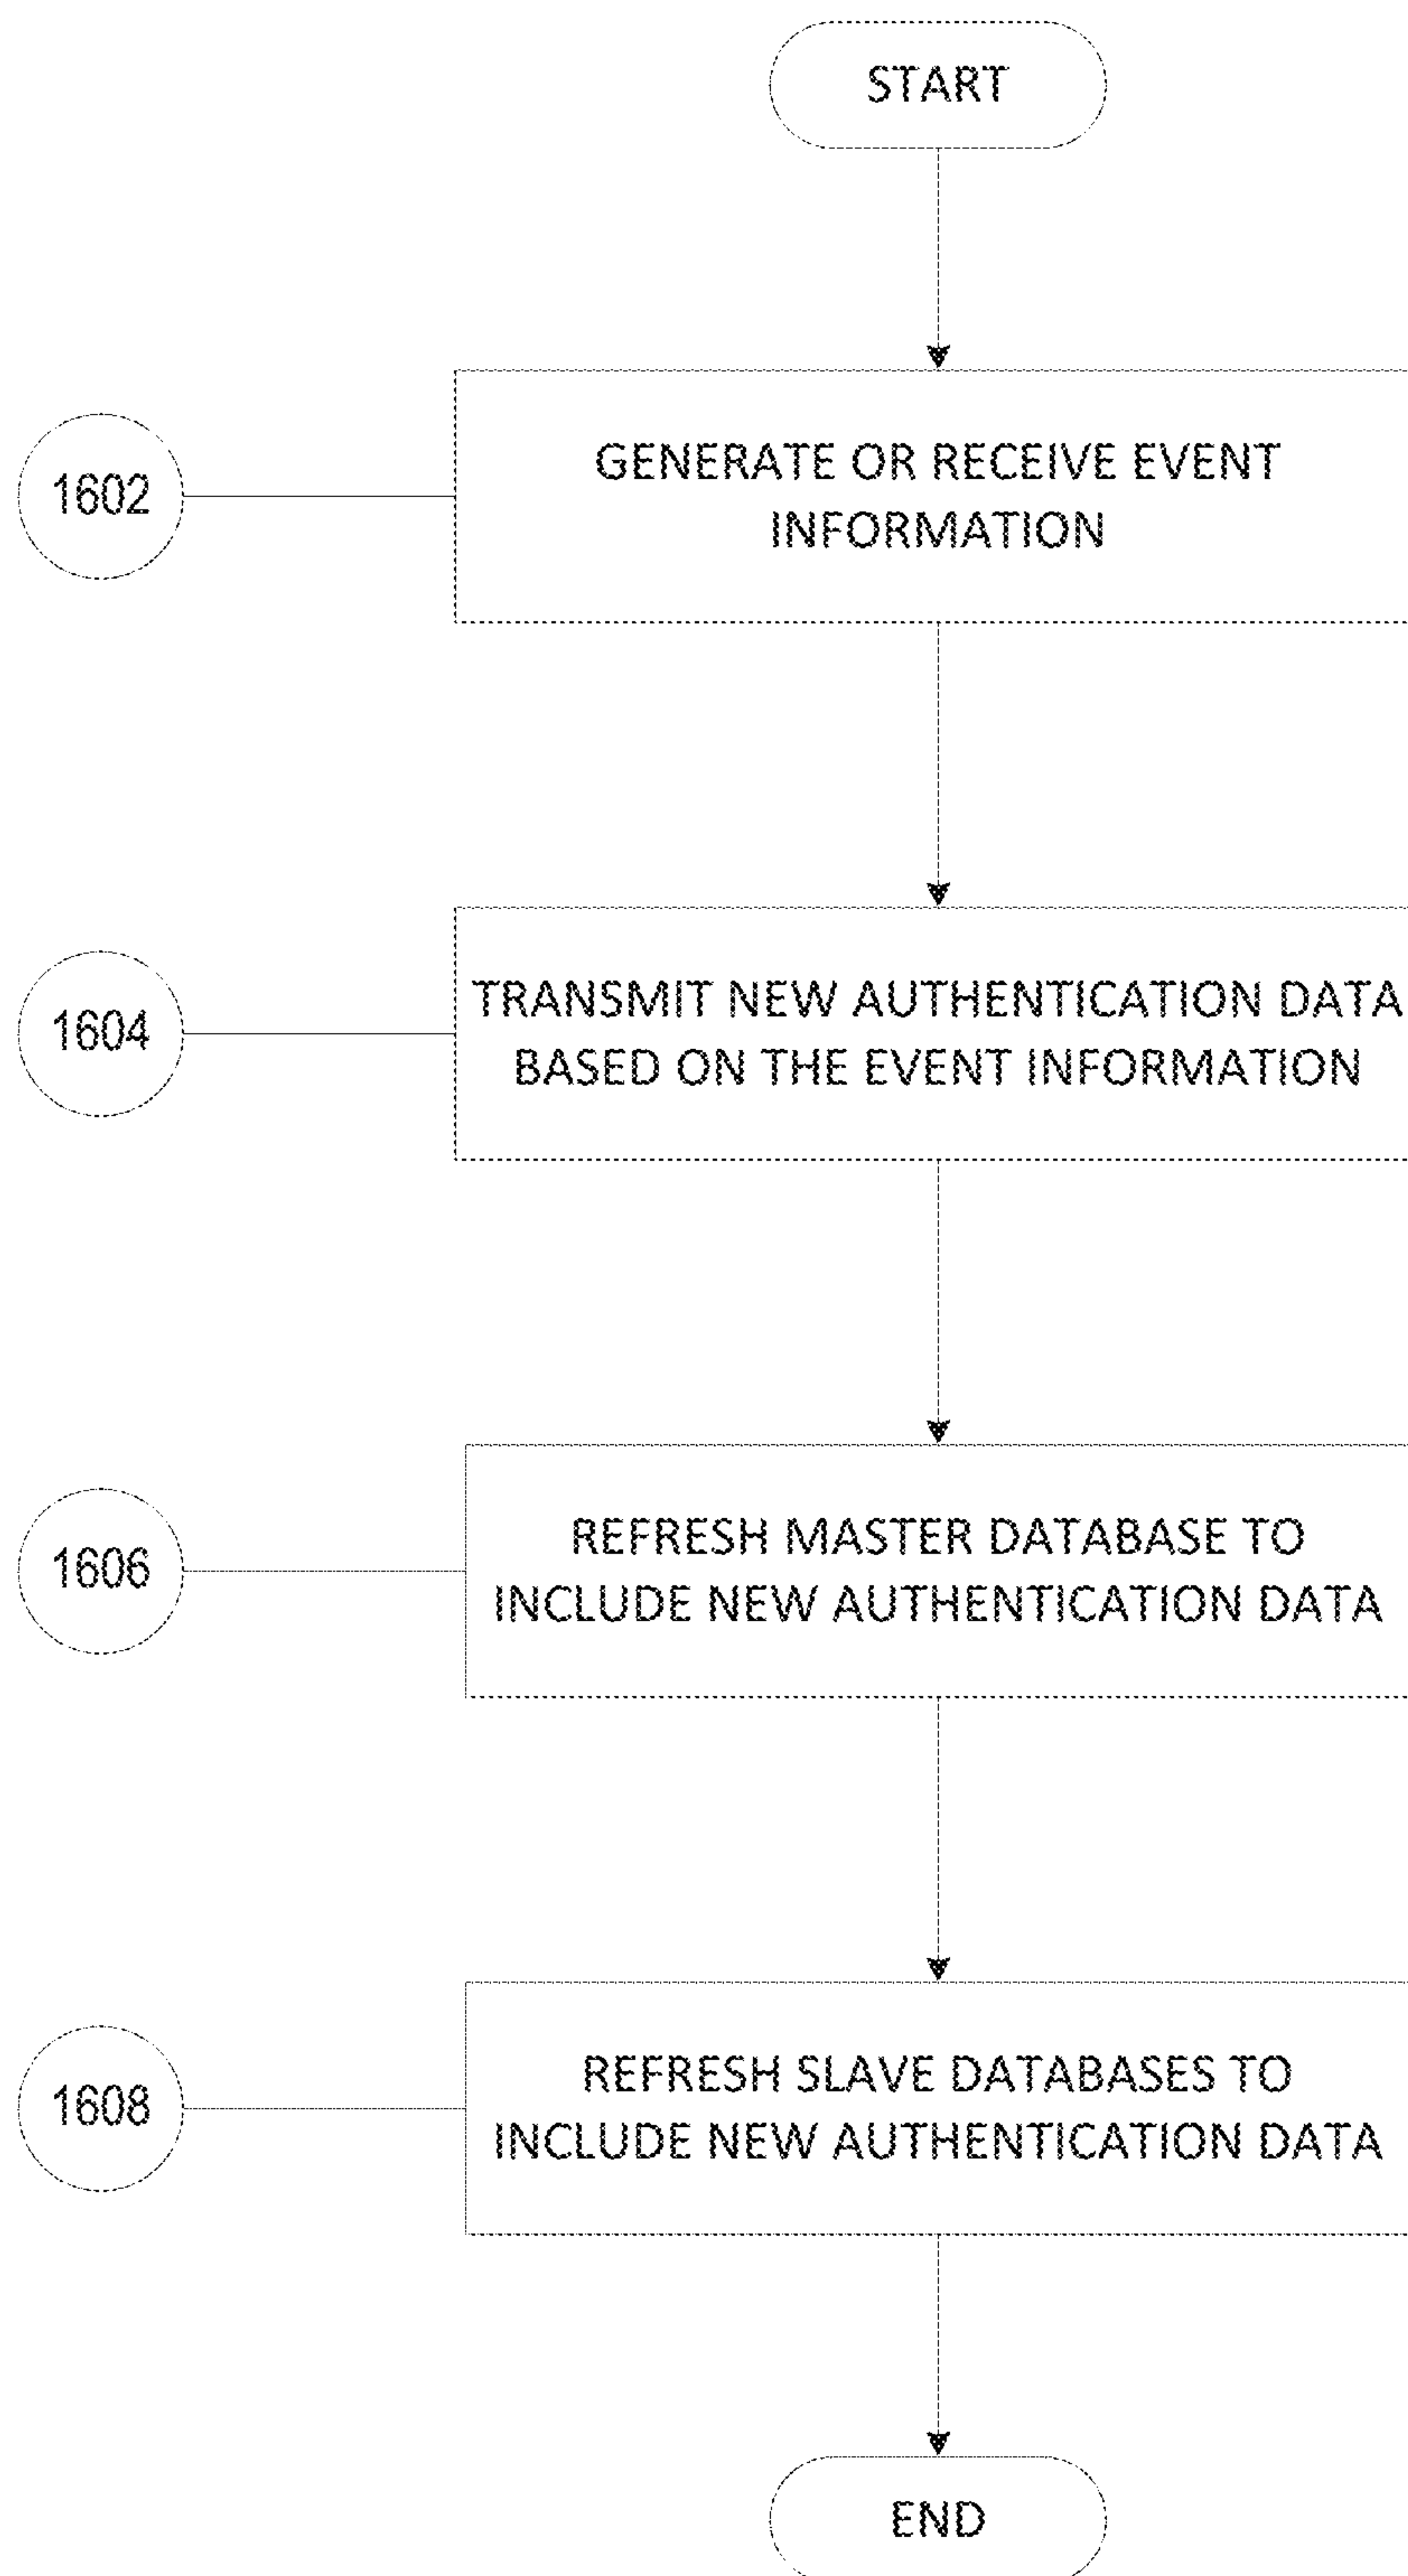 START
1602
GENERATE OR RECEIVE EVENT
INFORMATION
1604
TRANSMIT NEW AUTHENTICATION DATA
BASED ON THE EVENT INFORMATION
1606
REFRESH MASTER DATABASE TO
INCLUDE NEW AUTHENTICATION DATA
1608
REFRESH SLAVE DATABASES TO
INCLUDE NEW AUTHENTICATION DATA
END